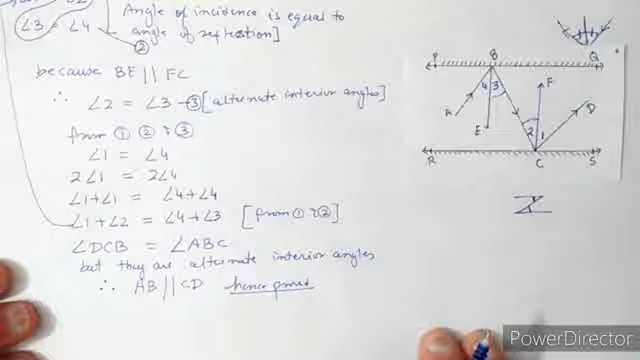 ∠3 = ∠4
Angle of incidence is equal to
angle of reflection]
②
because BE || FC
∴ ∠2 = ∠3 -③ [alternate interior angles]
from ① ② & ③
∠1 = ∠4
2∠1 = 2∠4
∠1+∠1 = ∠4+∠4
∠1+∠2 = ∠4+∠3 [from ① & ②]
∠DCB = ∠ABC
but they are alternate interior angles
∴ AB || CD hence proved
P B Q
4 3
F
A D
E
2 1
R C S
Z
PowerDirector